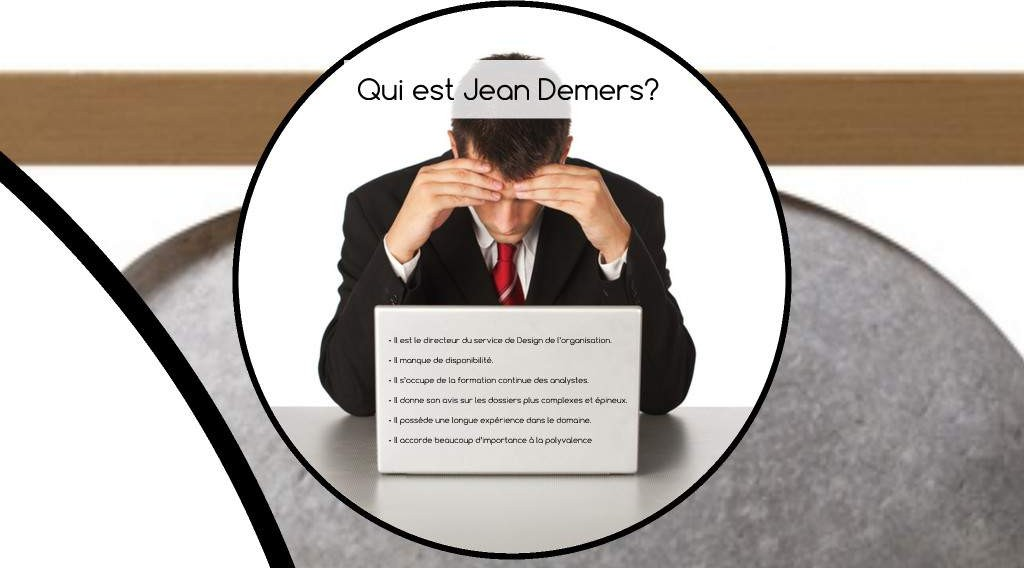 Qui est Jean Demers?
• Il est le directeur du service de Design de l'organisation.
• Il manque de disponibilité.
• Il s'occupe de la formation continue des analystes.
• Il donne son avis sur les dossiers plus complexes et épineux.
• Il possède une longue expérience dans le domaine.
• Il accorde beaucoup d'importance à la polyvalence